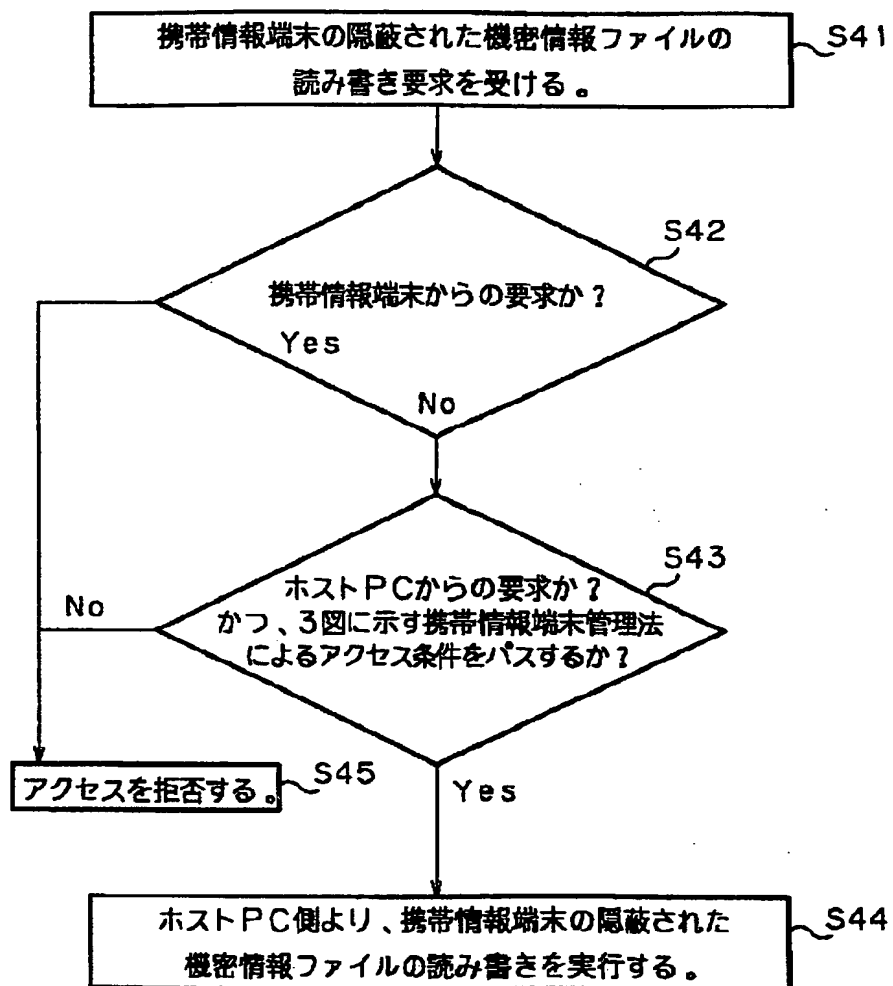 携帯情報端末の隠蔽された機密情報ファイルの
読み書き要求を受ける。
S41
S42
携帯情報端末からの要求か？
Yes
No
S43
ホストPCからの要求か？
かつ、3図に示す携帯情報端末管理法
によるアクセス条件をパスするか？
No
アクセスを拒否する。
S45
Yes
ホストPC側より、携帯情報端末の隠蔽された
機密情報ファイルの読み書きを実行する。
S44